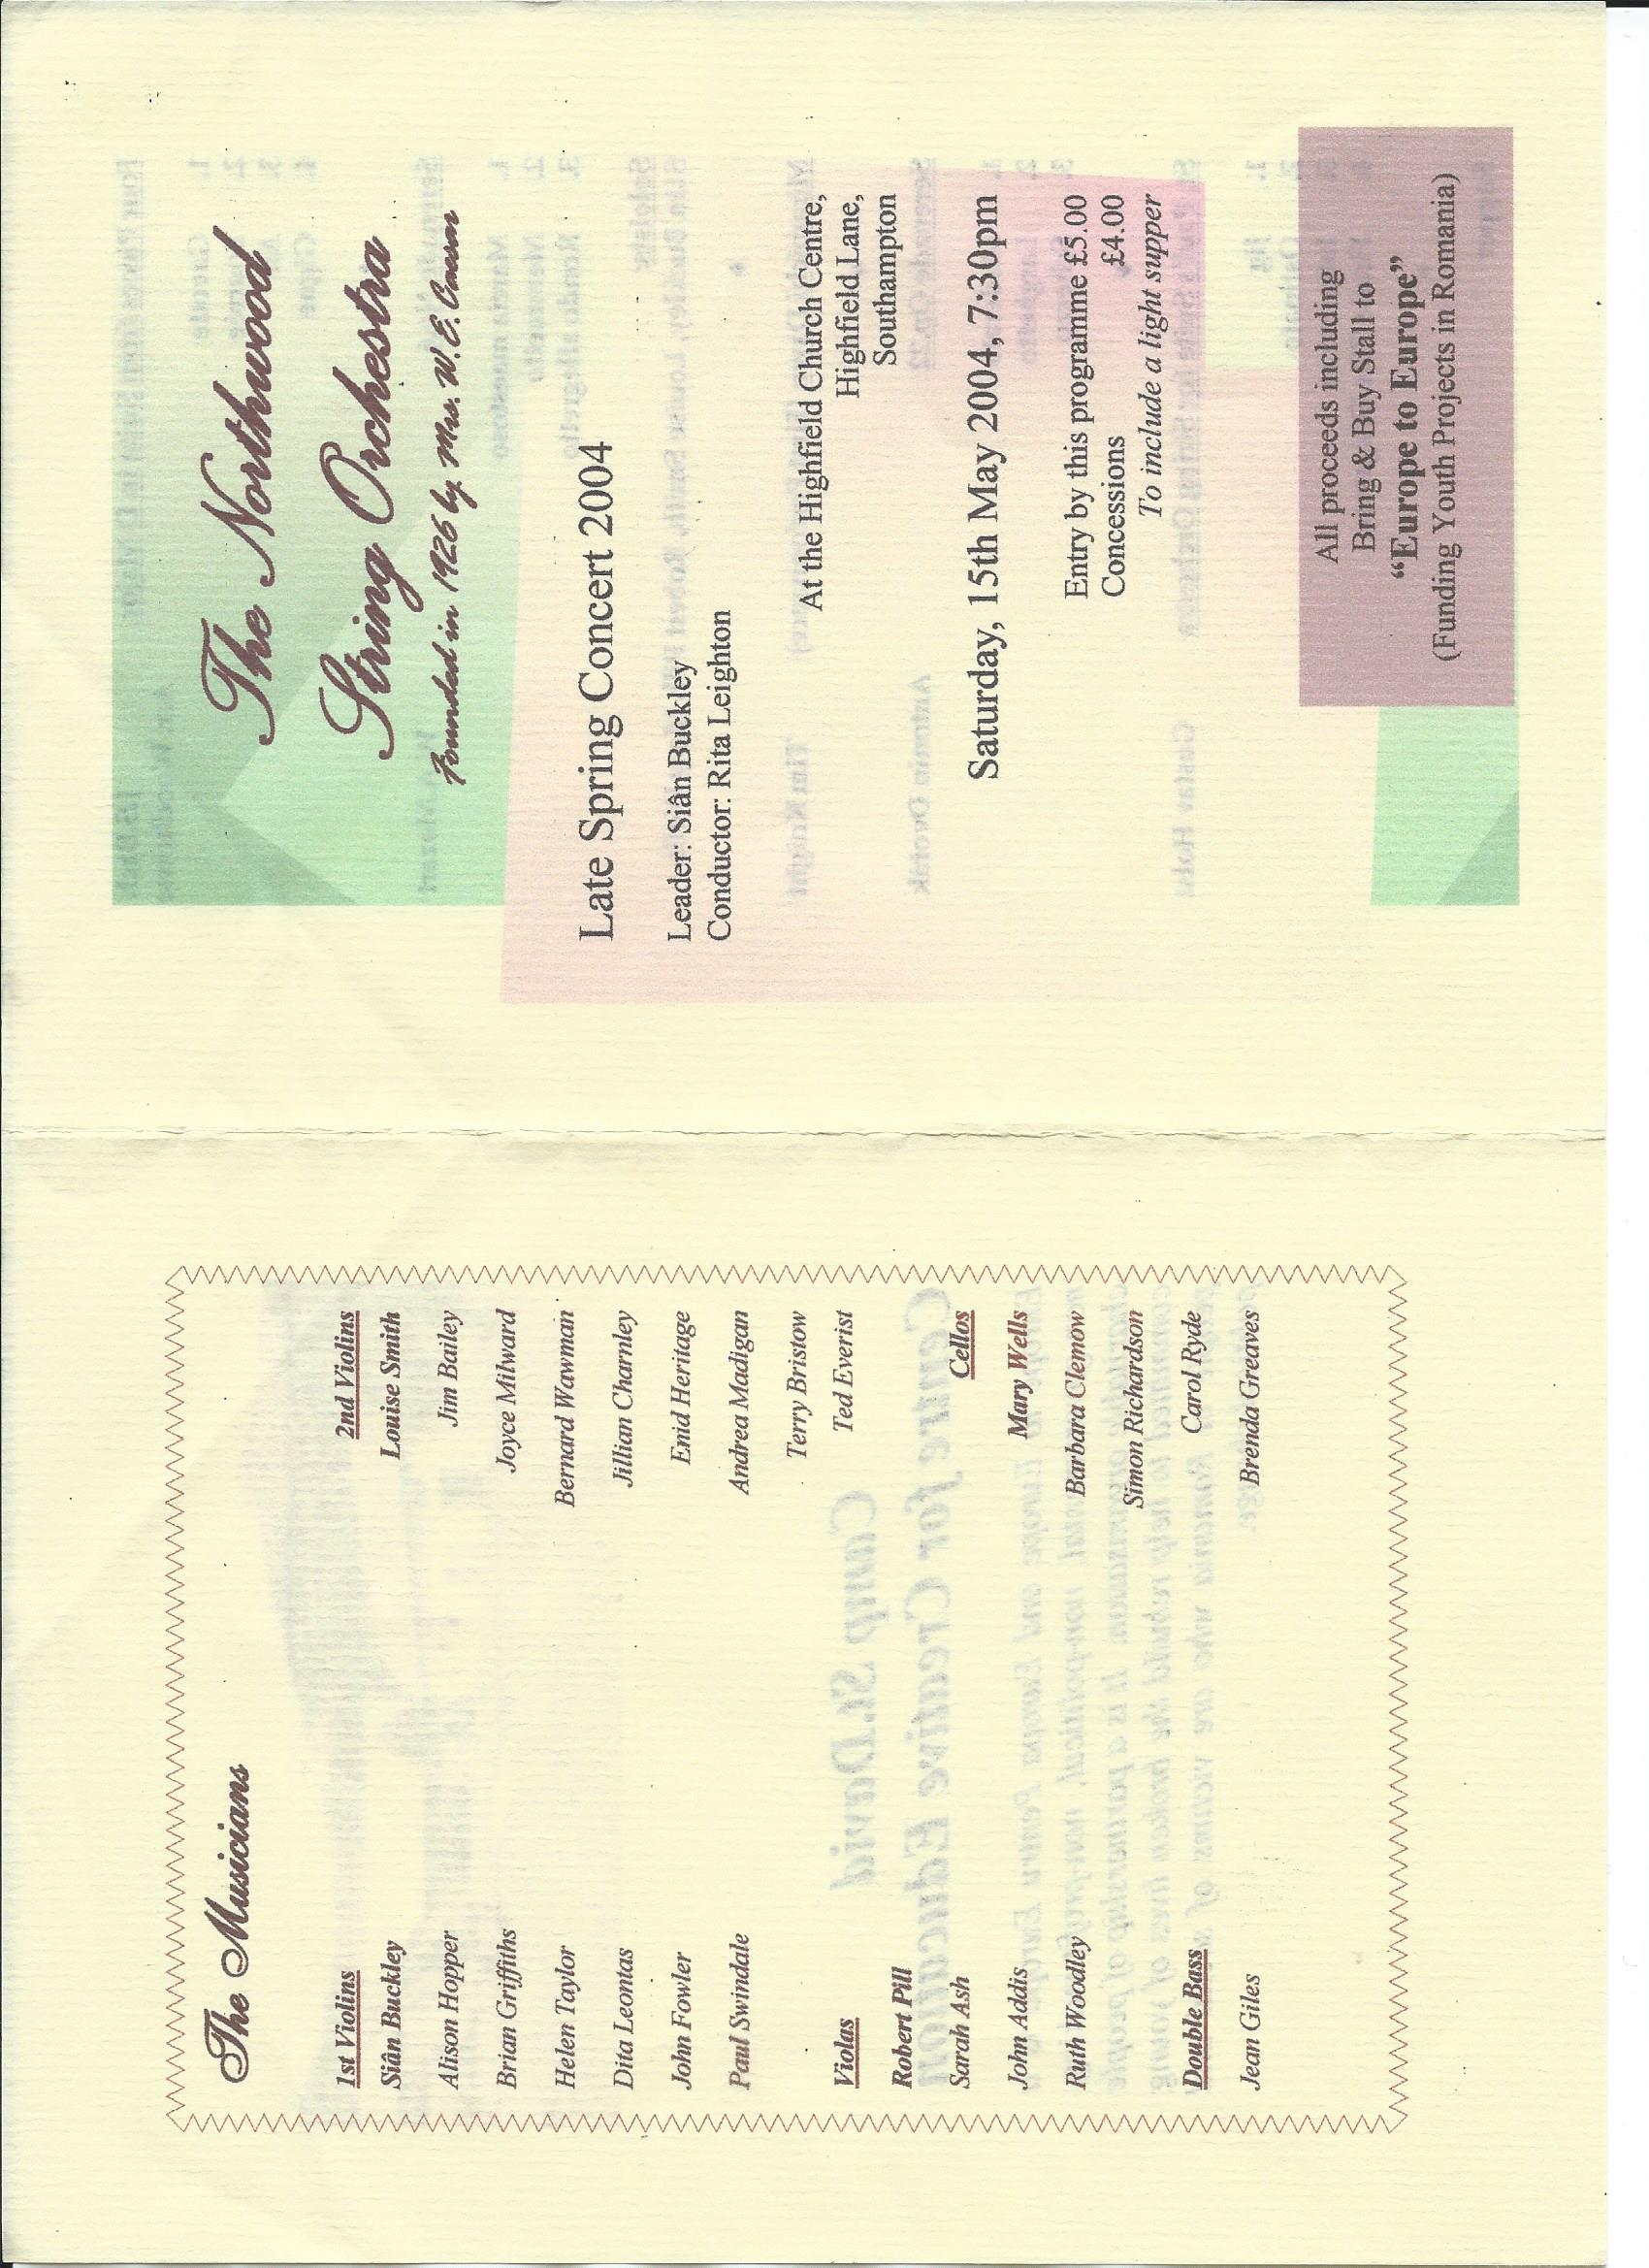 The Musicians
1st Violins
Siân Buckley
Alison Hopper
Brian Griffiths
Helen Taylor
Dita Leontas
John Fowler
Paul Swindale
Violas
Robert Pill
Sarah Ash
John Addis
Ruth Woodley
Double Bass
Jean Giles
2nd Violins
Louise Smith
Jim Bailey
Joyce Milward
Bernard Wawman
Jillian Charnley
Enid Heritage
Andrea Madigan
Terry Bristow
Ted Everist
Cellos
Mary Wells
Barbara Clemow
Simon Richardson
Carol Ryde
Brenda Greaves
The Northwood
String Orchestra
Founded in 1926 by Mrs. W. E.
Late Spring Concert 2004
Leader: Siân Buckley
Conductor: Rita Leighton
At the Highfield Church Centre,
Highfield Lane,
Southampton
Saturday, 15th May 2004, 7:30pm
Entry by this programme £5.00
Concessions £4.00
To include a light supper
All proceeds including
Bring & Buy Stall to
“Europe to Europe”
(Funding Youth Projects in Romania)